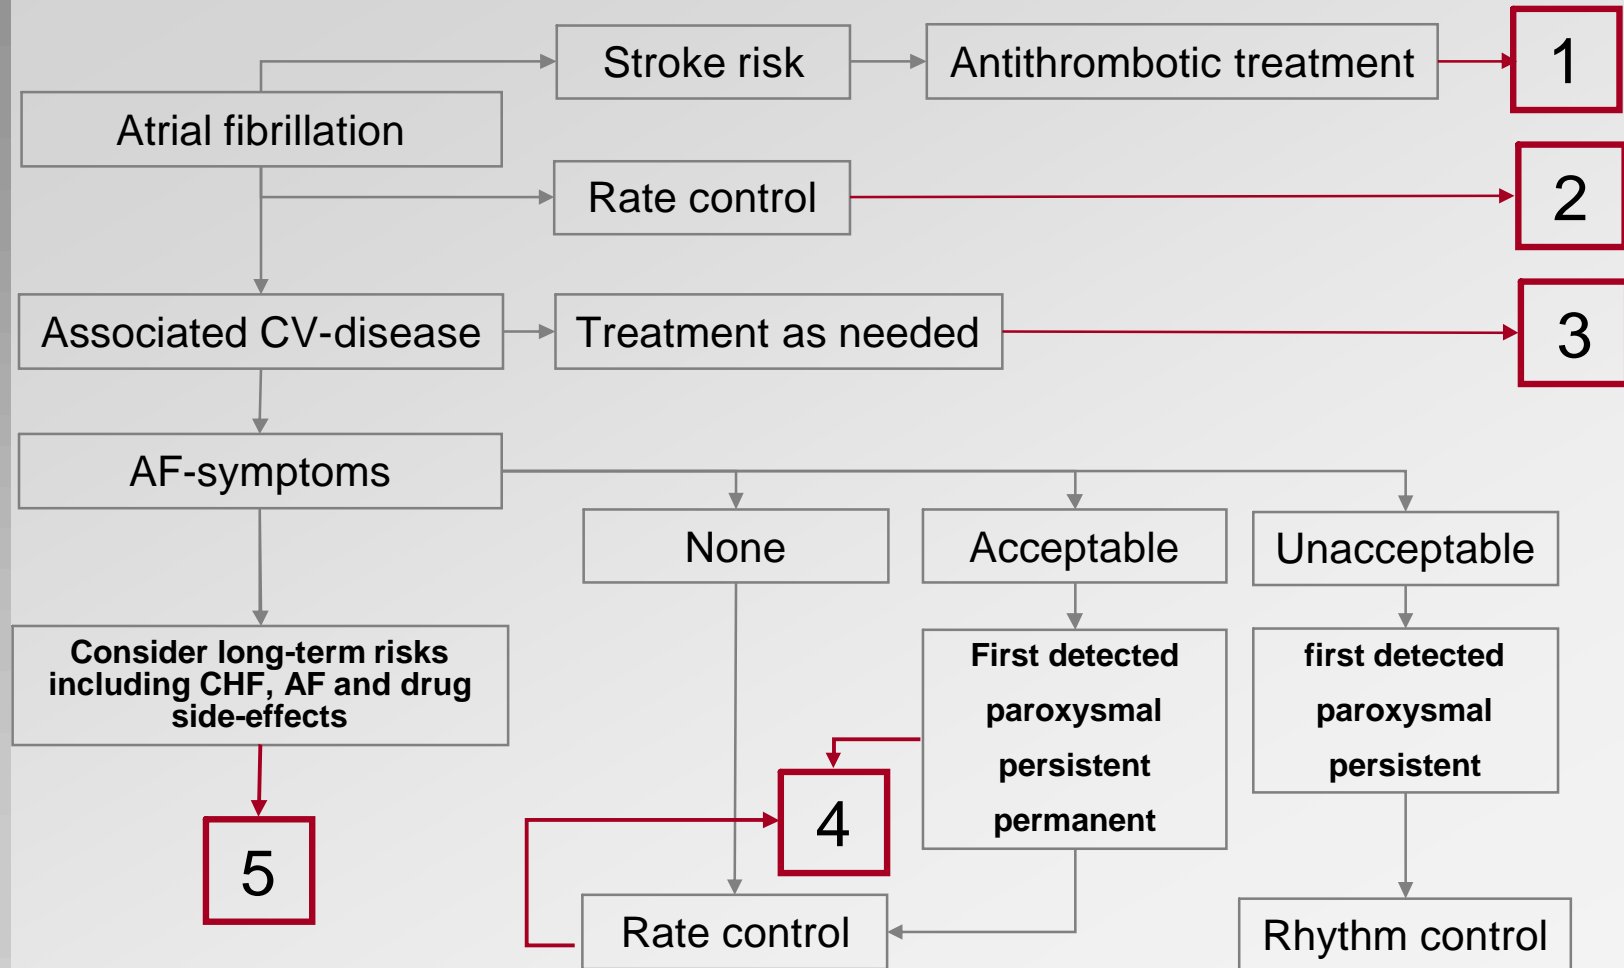 Stroke risk
Antithrombotic treatment
1
Atrial fibrillation
Rate control
2
Associated CV-disease
Treatment as needed
3
AF-symptoms
None
Acceptable
Unacceptable
Consider long-term risks
including CHF, AF and drug
side-effects
First detected
paroxysmal
persistent
permanent
first detected
paroxysmal
persistent
4
5
Rate control
Rhythm control